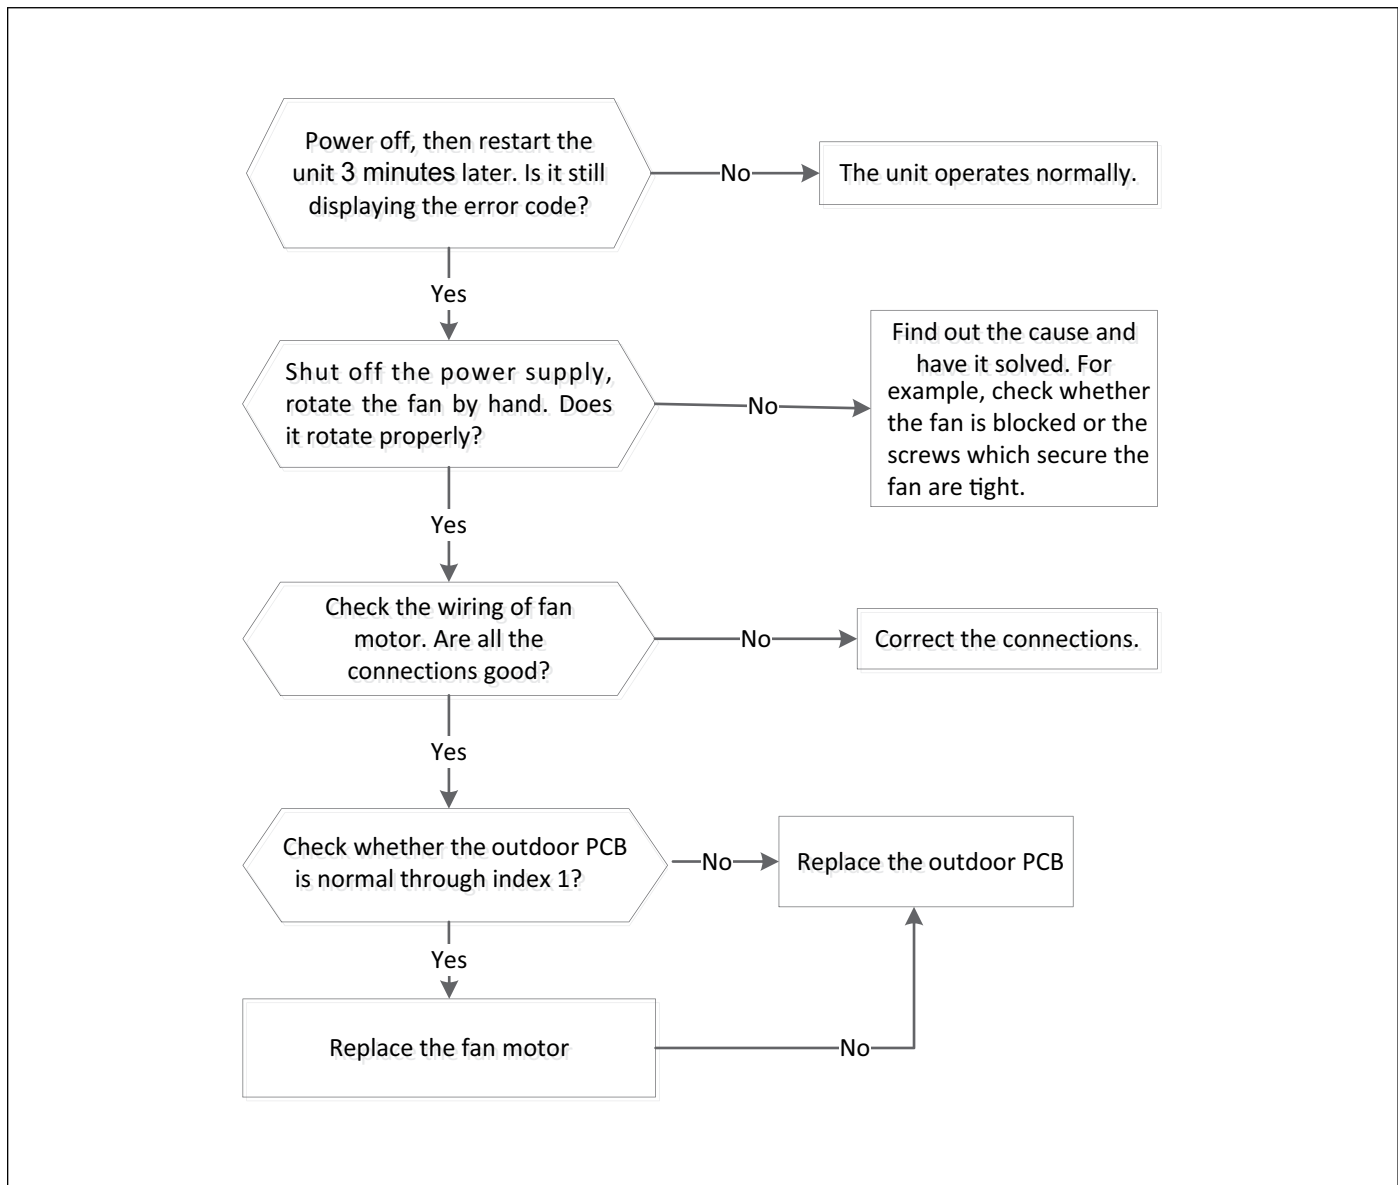 Power off, then restart the
unit 3 minutes later. Is it still
displaying the error code?
No
The unit operates normally.
Yes
Shut off the power supply,
rotate the fan by hand. Does
it rotate properly?
No
Find out the cause and
have it solved. For
example, check whether
the fan is blocked or the
screws which secure the
fan are tight.
Yes
Check the wiring of fan
motor. Are all the
connections good?
No
Correct the connections.
Yes
Check whether the outdoor PCB
is normal through index 1?
No
Replace the outdoor PCB
Yes
Replace the fan motor
No